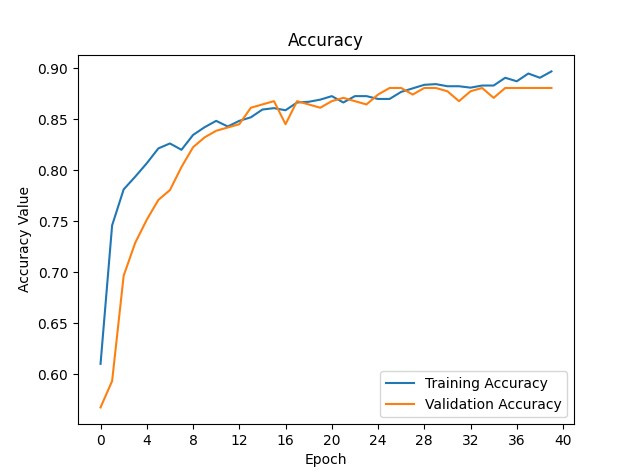 Accuracy
Accuracy Value
0.90
0.85
0.80
0.75
0.70
0.65
0.60
Training Accuracy
Validation Accuracy
0 4 8 12 16 20 24 28 32 36 40
Epoch